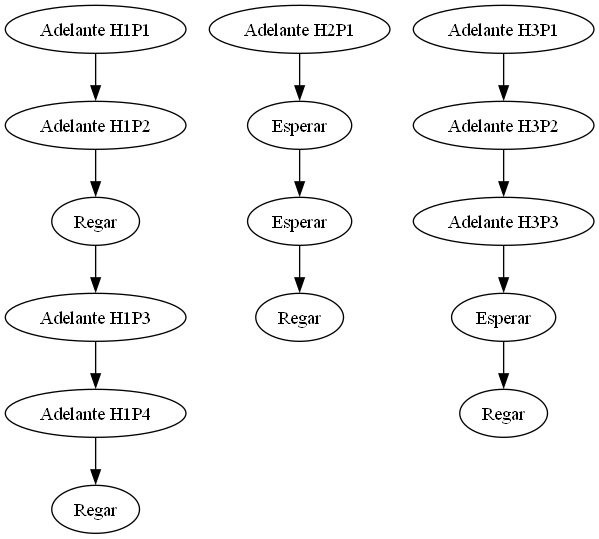 Adelante H1P1
Adelante H2P1
Adelante H3P1
Adelante H1P2
Esperar
Adelante H3P2
Regar
Esperar
Adelante H3P3
Adelante H1P3
Regar
Esperar
Adelante H1P4
Regar
Regar